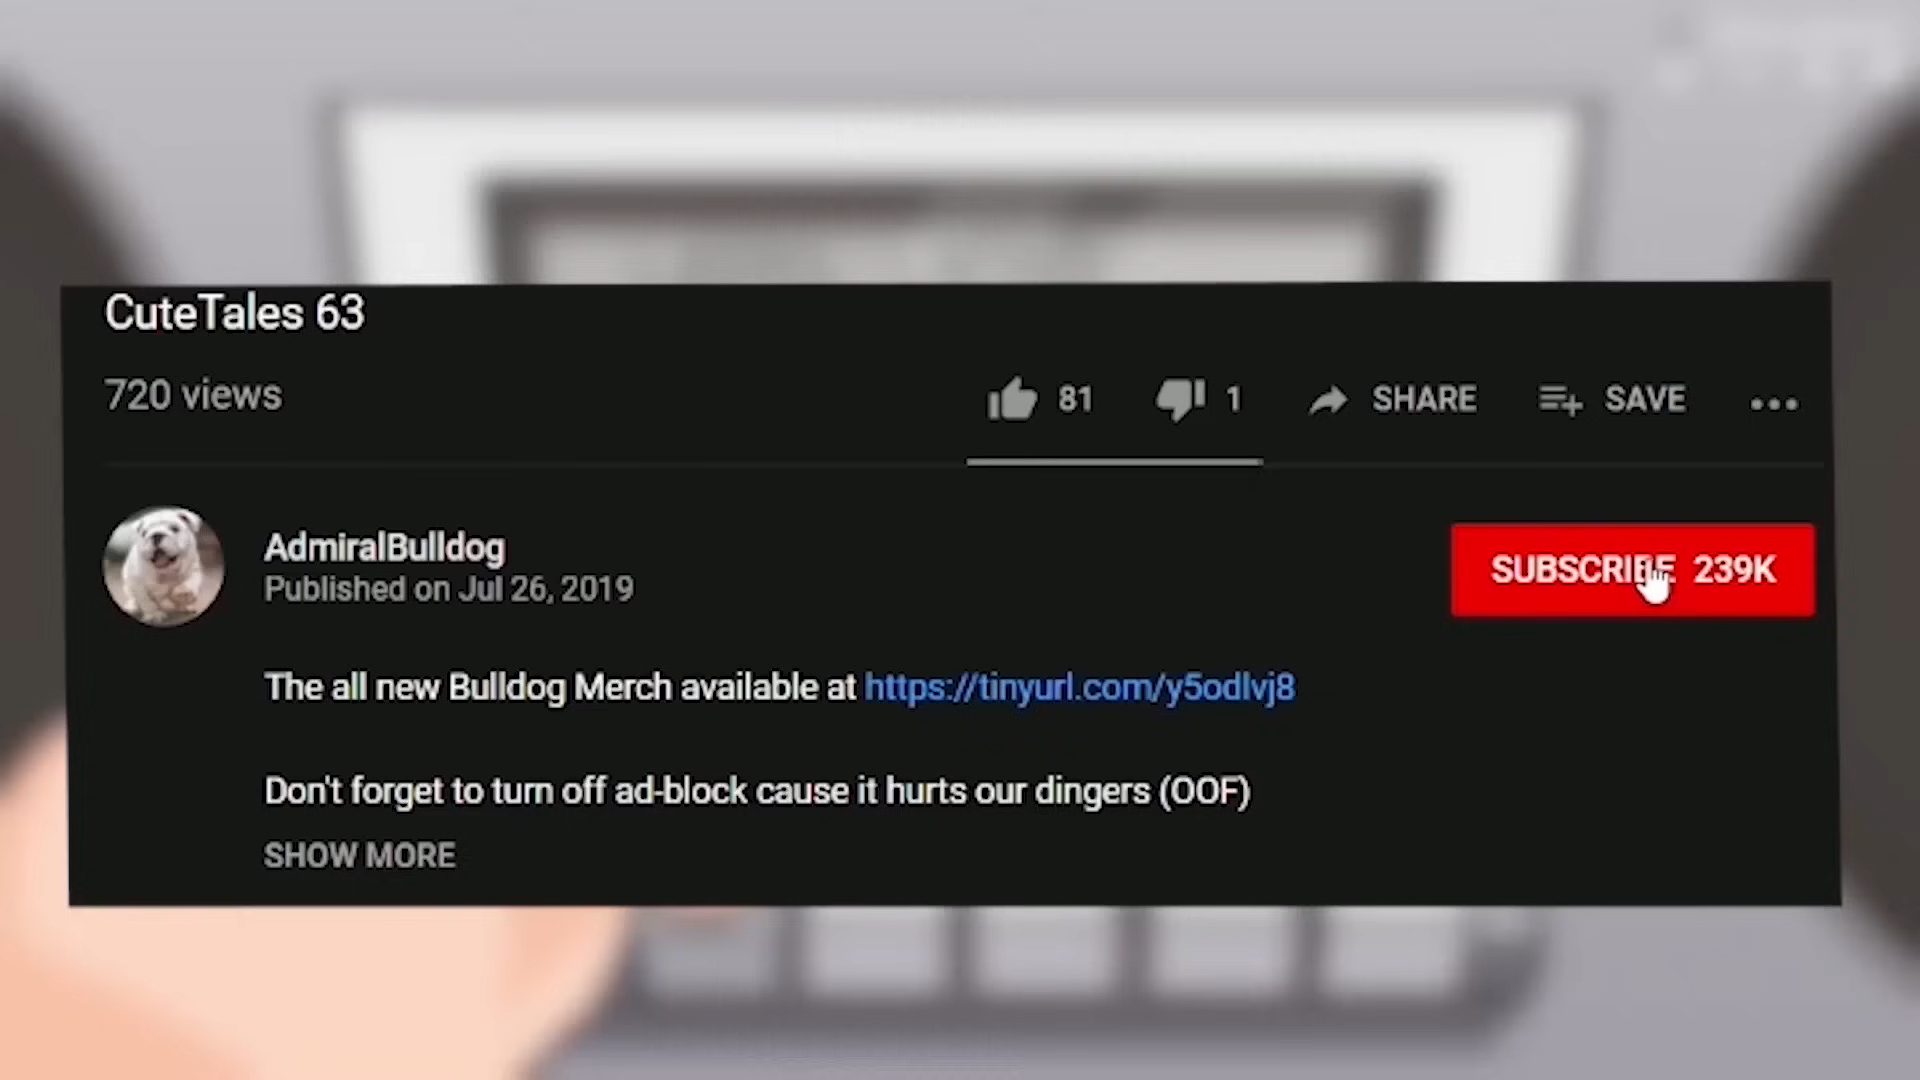 CuteTales 63
720 views
81 1 SHARE SAVE
AdmiralBulldog
Published on Jul 26, 2019
SUBSCRIBE 239K
The all new Bulldog Merch available at https://tinyurl.com/y5odlvj8
Don't forget to turn off ad-block cause it hurts our dingers (OOF)
SHOW MORE